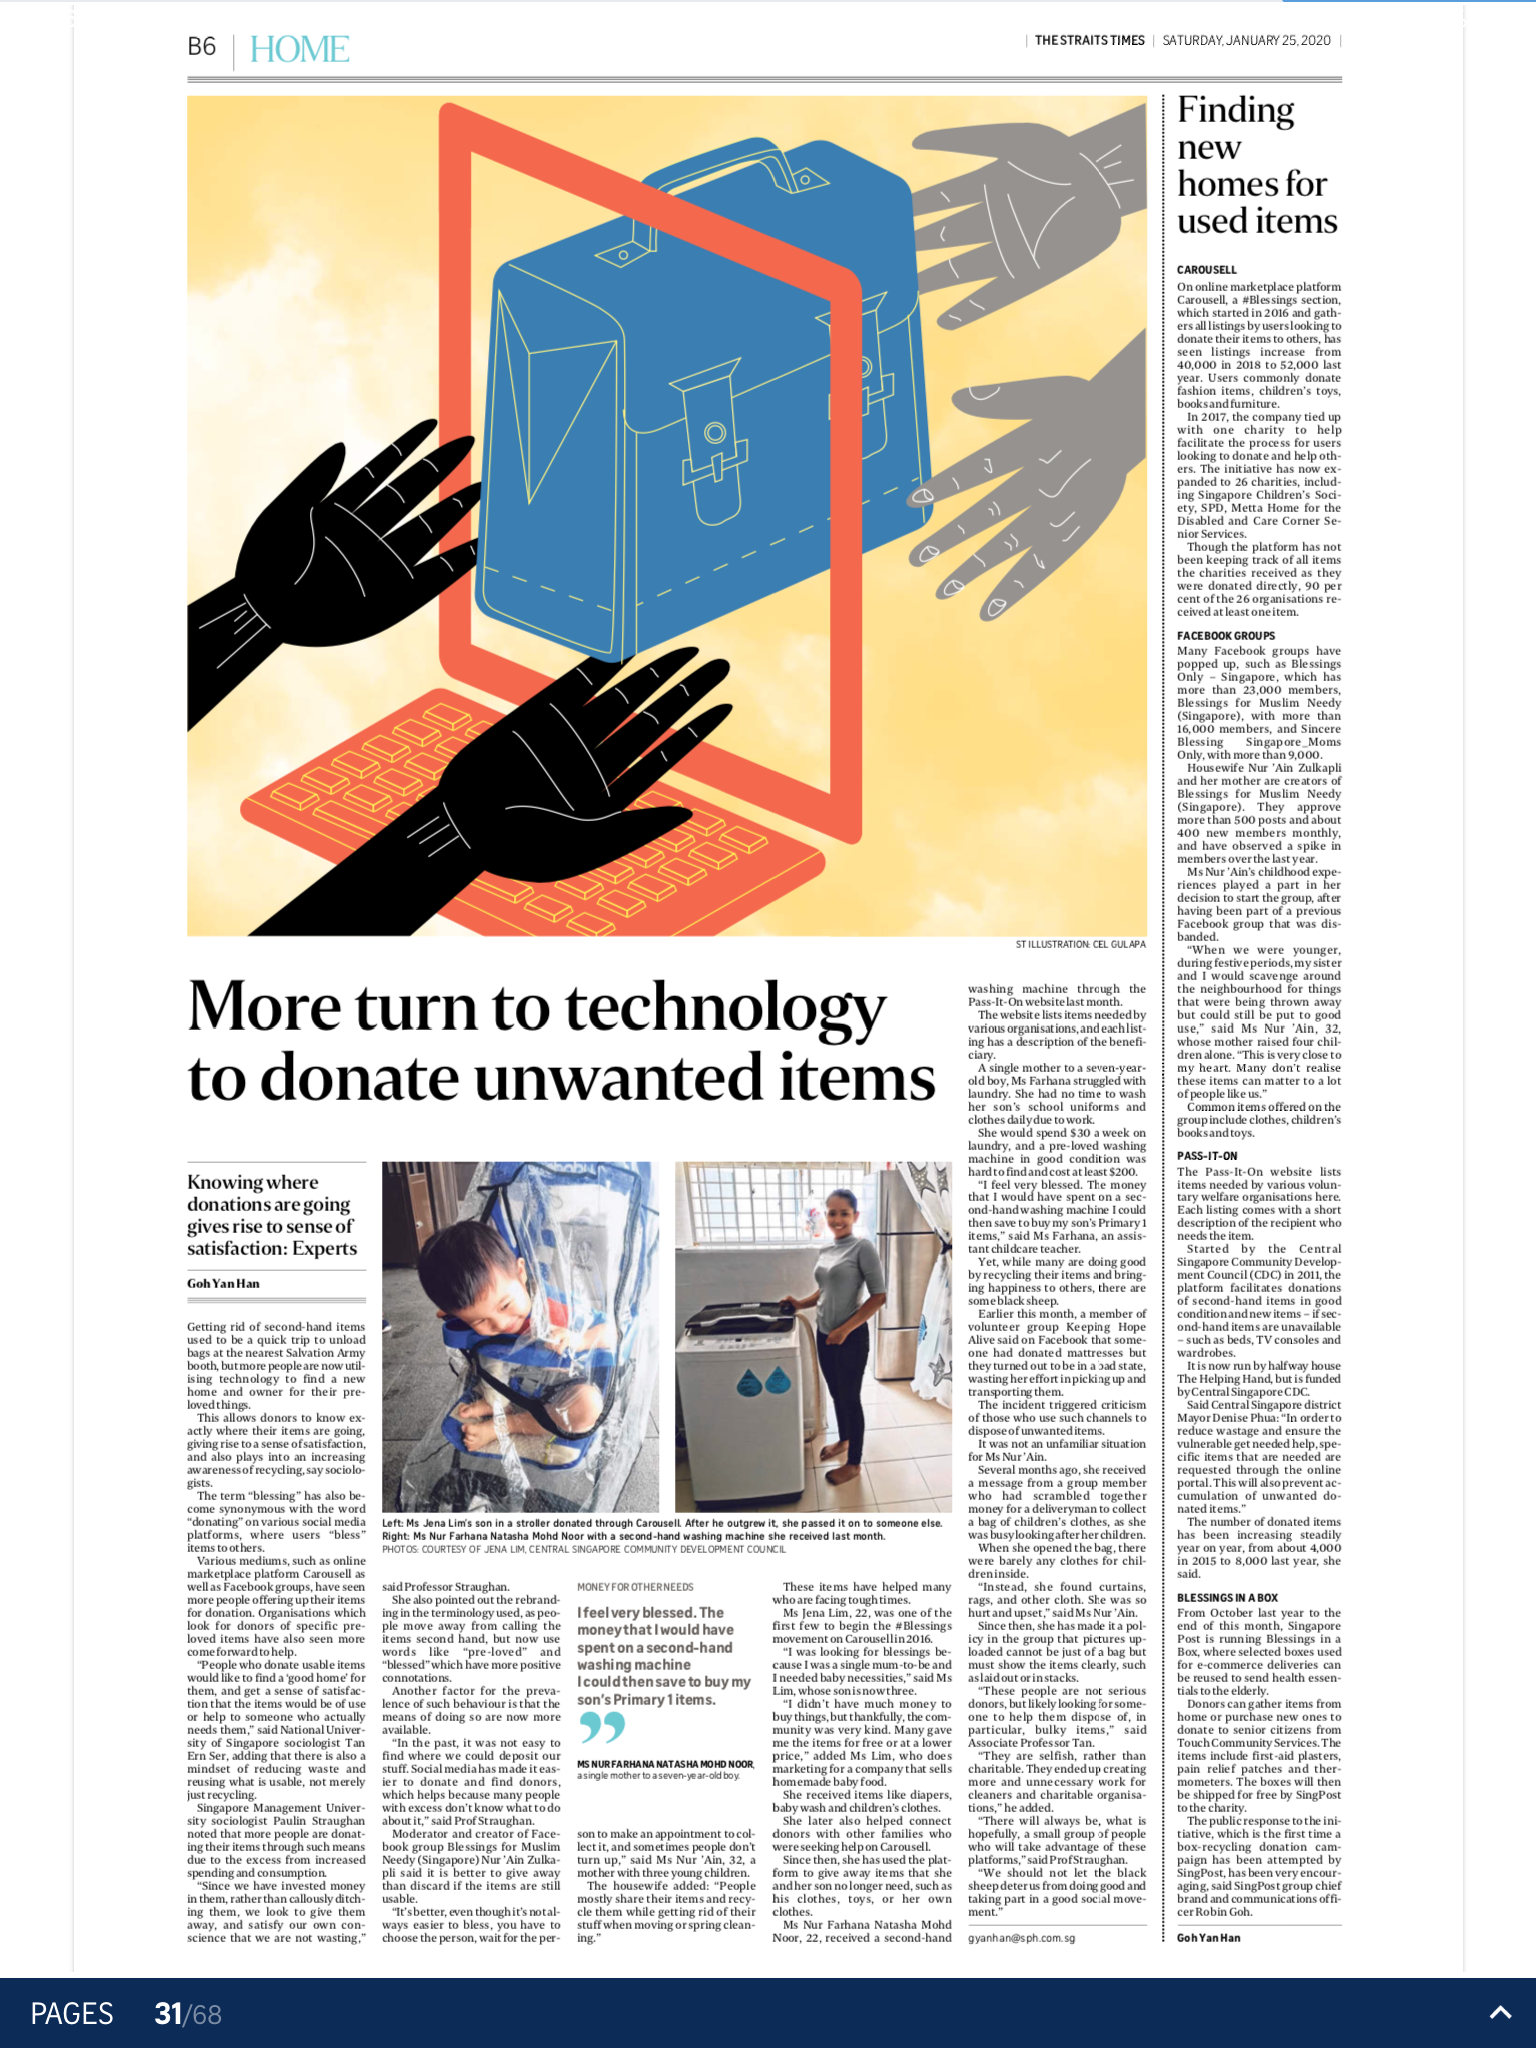 B6
HOME
THE STRAITS TIMES
SATURDAY, JANUARY 25, 2020
ST ILLUSTRATION: CEL GULAPA
More turn to technology
to donate unwanted items
Knowing where
donations are going
gives rise to sense of
satisfaction: Experts
Goh Yan Han
Getting rid of second-hand items
used to be a quick trip to unload
bags at the nearest Salvation Army
booth, but more people are now util-
ising technology to find a new
home and owner for their pre-
loved things.
This allows donors to know ex-
actly where their items are going,
giving rise to a sense of satisfaction,
and also plays into an increasing
awareness of recycling, say sociolo-
gists.
The term “blessing” has also be-
come synonymous with the word
“donating” on various social media
platforms, where users “bless”
items to others.
Various mediums, such as online
marketplace platform Carousell as
well as Facebook groups, have seen
more people offering up their items
for donation. Organisations which
look for donors of specific pre-
loved items have also seen more
come forward to help.
“People who donate usable items
would like to find a ‘good home’ for
them, and get a sense of satisfac-
tion that the items would be of use
or help to someone who actually
needs them,” said National Univer-
sity of Singapore sociologist Tan
Ern Ser, adding that there is also a
mindset of reducing waste and
reusing what is usable, not merely
just recycling.
Singapore Management Univer-
sity sociologist Paulin Straughan
noted that more people are donat-
ing their items through such means
due to the excess from increased
spending and consumption.
“Since we have invested money
in them, rather than callously ditch-
ing them, we look to give them
away, and satisfy our own con-
science that we are not wasting,”
Left: Ms Jena Lim’s son in a stroller donated through Carousell. After he outgrew it, she passed it on to someone else.
Right: Ms Nur Farhana Natasha Mohd Noor with a second-hand washing machine she received last month.
PHOTOS: COURTESY OF JENA LIM, CENTRAL SINGAPORE COMMUNITY DEVELOPMENT COUNCIL
said Professor Straughan.
She also pointed out the rebrand-
ing in the terminology used, as peo-
ple move away from calling the
items second hand, but now use
words like “pre-loved” and
“blessed” which have more positive
connotations.
Another factor for the preva-
lence of such behaviour is that the
means of doing so are now more
available.
“In the past, it was not easy to
find where we could deposit our
stuff. Social media has made it eas-
ier to donate and find donors,
which helps because many people
with excess don’t know what to do
about it,” said Prof Straughan.
Moderator and creator of Face-
book group Blessings for Muslim
Needy (Singapore) Nur ’Ain Zulka-
pli said it is better to give away
than discard if the items are still
usable.
“It’s better, even though it’s not al-
ways easier to bless, you have to
choose the person, wait for the per-
MONEY FOR OTHER NEEDS
I feel very blessed. The
money that I would have
spent on a second-hand
washing machine
I could then save to buy my
son’s Primary 1 items.
”
MS NUR FARHANA NATASHA MOHD NOOR,
a single mother to a seven-year-old boy.
son to make an appointment to col-
lect it, and sometimes people don’t
turn up,” said Ms Nur ’Ain, 32, a
mother with three young children.
The housewife added: “People
mostly share their items and recy-
cle them while getting rid of their
stuff when moving or spring clean-
ing.”
These items have helped many
who are facing tough times.
Ms Jena Lim, 22, was one of the
first few to begin the #Blessings
movement on Carousell in 2016.
“I was looking for blessings be-
cause I was a single mum-to-be and
I needed baby necessities,” said Ms
Lim, whose son is now three.
“I didn’t have much money to
buy things, but thankfully, the com-
munity was very kind. Many gave
me the items for free or at a lower
price,” added Ms Lim, who does
marketing for a company that sells
homemade baby food.
She received items like diapers,
baby wash and children’s clothes.
She later also helped connect
donors with other families who
were seeking help on Carousell.
Since then, she has used the plat-
form to give away items that she
and her son no longer need, such as
his clothes, toys, or her own
clothes.
Ms Nur Farhana Natasha Mohd
Noor, 22, received a second-hand
washing machine through the
Pass-It-On website last month.
The website lists items needed by
various organisations, and each list-
ing has a description of the benefi-
ciary.
A single mother to a seven-year-
old boy, Ms Farhana struggled with
laundry. She had no time to wash
her son’s school uniforms and
clothes daily due to work.
She would spend $30 a week on
laundry, and a pre-loved washing
machine in good condition was
hard to find and cost at least $200.
“I feel very blessed. The money
that I would have spent on a sec-
ond-hand washing machine I could
then save to buy my son’s Primary 1
items,” said Ms Farhana, an assis-
tant childcare teacher.
Yet, while many are doing good
by recycling their items and bring-
ing happiness to others, there are
some black sheep.
Earlier this month, a member of
volunteer group Keeping Hope
Alive said on Facebook that some-
one had donated mattresses but
they turned out to be in a bad state,
wasting her effort in picking up and
transporting them.
The incident triggered criticism
of those who use such channels to
dispose of unwanted items.
It was not an unfamiliar situation
for Ms Nur ’Ain.
Several months ago, she received
a message from a group member
who had scrambled together
money for a deliveryman to collect
a bag of children’s clothes, as she
was busy looking after her children.
When she opened the bag, there
were barely any clothes for chil-
dren inside.
“Instead, she found curtains,
rags, and other cloth. She was so
hurt and upset,” said Ms Nur ’Ain.
Since then, she has made it a pol-
icy in the group that pictures up-
loaded cannot be just of a bag but
must show the items clearly, such
as laid out or in stacks.
“These people are not serious
donors, but likely looking for some-
one to help them dispose of, in
particular, bulky items,” said
Associate Professor Tan.
“They are selfish, rather than
charitable. They ended up creating
more and unnecessary work for
cleaners and charitable organisa-
tions,” he added.
“There will always be, what is
hopefully, a small group of people
who will take advantage of these
platforms,” said Prof Straughan.
“We should not let the black
sheep deter us from doing good and
taking part in a good social move-
ment.”
gyanhan@sph.com.sg
Finding
new
homes for
used items
CAROUSELL
On online marketplace platform
Carousell, a #Blessings section,
which started in 2016 and gath-
ers all listings by users looking to
donate their items to others, has
seen listings increase from
40,000 in 2018 to 52,000 last
year. Users commonly donate
fashion items, children’s toys,
books and furniture.
In 2017, the company tied up
with one charity to help
facilitate the process for users
looking to donate and help oth-
ers. The initiative has now ex-
panded to 26 charities, includ-
ing Singapore Children’s Soci-
ety, SPD, Metta Home for the
Disabled and Care Corner Se-
nior Services.
Though the platform has not
been keeping track of all items
the charities received as they
were donated directly, 90 per
cent of the 26 organisations re-
ceived at least one item.
FACEBOOK GROUPS
Many Facebook groups have
popped up, such as Blessings
Only – Singapore, which has
more than 23,000 members,
Blessings for Muslim Needy
(Singapore), with more than
16,000 members, and Sincere
Blessing Singapore_Moms
Only, with more than 9,000.
Housewife Nur ’Ain Zulkapli
and her mother are creators of
Blessings for Muslim Needy
(Singapore). They approve
more than 500 posts and about
400 new members monthly,
and have observed a spike in
members over the last year.
Ms Nur ’Ain’s childhood expe-
riences played a part in her
decision to start the group, after
having been part of a previous
Facebook group that was dis-
banded.
“When we were younger,
during festive periods, my sister
and I would scavenge around
the neighbourhood for things
that were being thrown away
but could still be put to good
use,” said Ms Nur ’Ain, 32,
whose mother raised four chil-
dren alone. “This is very close to
my heart. Many don’t realise
these items can matter to a lot
of people like us.”
Common items offered on the
group include clothes, children’s
books and toys.
PASS-IT-ON
The Pass-It-On website lists
items needed by various volun-
tary welfare organisations here.
Each listing comes with a short
description of the recipient who
needs the item.
Started by the Central
Singapore Community Develop-
ment Council (CDC) in 2011, the
platform facilitates donations
of second-hand items in good
condition and new items – if sec-
ond-hand items are unavailable
– such as beds, TV consoles and
wardrobes.
It is now run by halfway house
The Helping Hand, but is funded
by Central Singapore CDC.
Said Central Singapore district
Mayor Denise Phua: “In order to
reduce wastage and ensure the
vulnerable get needed help, spe-
cific items that are needed are
requested through the online
portal. This will also prevent ac-
cumulation of unwanted do-
nated items.”
The number of donated items
has been increasing steadily
year on year, from about 4,000
in 2015 to 8,000 last year, she
said.
BLESSINGS IN A BOX
From October last year to the
end of this month, Singapore
Post is running Blessings in a
Box, where selected boxes used
for e-commerce deliveries can
be reused to send health essen-
tials to the elderly.
Donors can gather items from
home or purchase new ones to
donate to senior citizens from
Touch Community Services. The
items include first-aid plasters,
pain relief patches and ther-
mometers. The boxes will then
be shipped for free by SingPost
to the charity.
The public response to the ini-
tiative, which is the first time a
box-recycling donation cam-
paign has been attempted by
SingPost, has been very encour-
aging, said SingPost group chief
brand and communications offi-
cer Robin Goh.
Goh Yan Han
PAGES 31/68